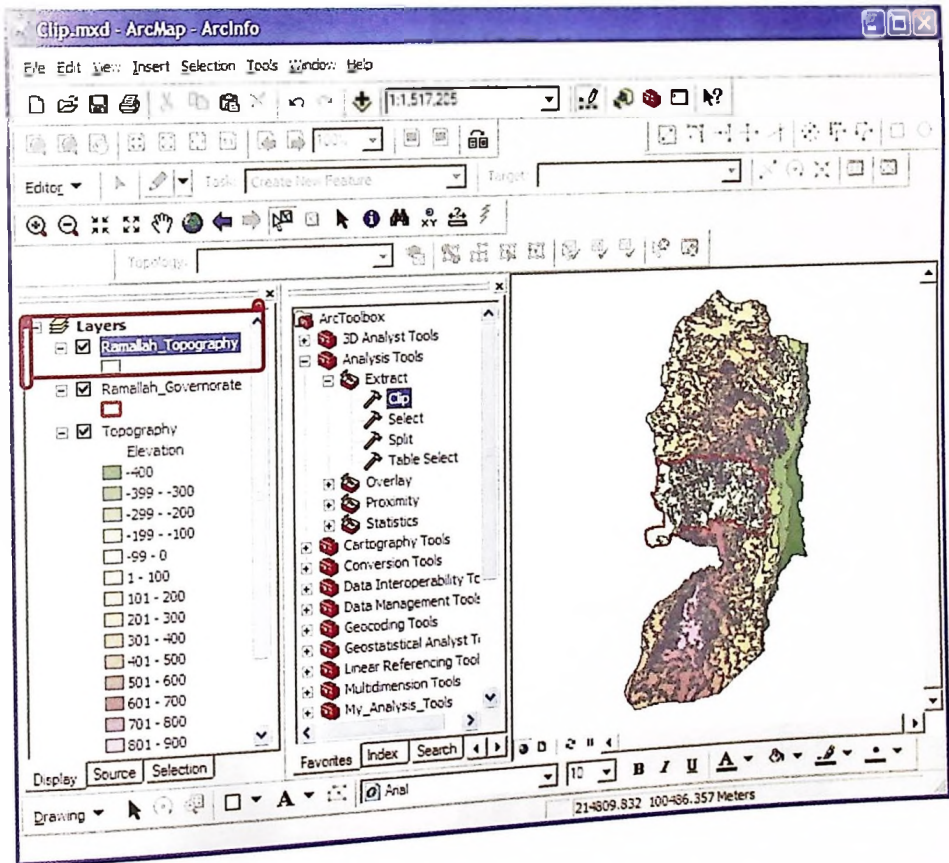 Clip.mxd - ArcMap - ArcInfo
File Edit View Insert Selection Tools Window Help
1:1,517,205
100%
Editor Task: Create New Feature Target:
Topology:
Layers
Ramallah_Topography
Ramallah_Governorate
Topography
Elevation
-400
-399 - -300
-299 - -200
-199 - -100
-99 - 0
1 - 100
101 - 200
201 - 300
301 - 400
401 - 500
501 - 600
601 - 700
701 - 800
801 - 900
Display Source Selection
ArcToolbox
3D Analyst Tools
Analysis Tools
Extract
Clip
Select
Split
Table Select
Overlay
Proximity
Statistics
Cartography Tools
Conversion Tools
Data Interoperability Tc
Data Management Tools
Geocoding Tools
Geostatistical Analyst T
Linear Referencing Tool
Multidimension Tools
My_Analysis_Tools
Favorites Index Search
Drawing A Arial 10 B I U A
214809.832 100486.357 Meters